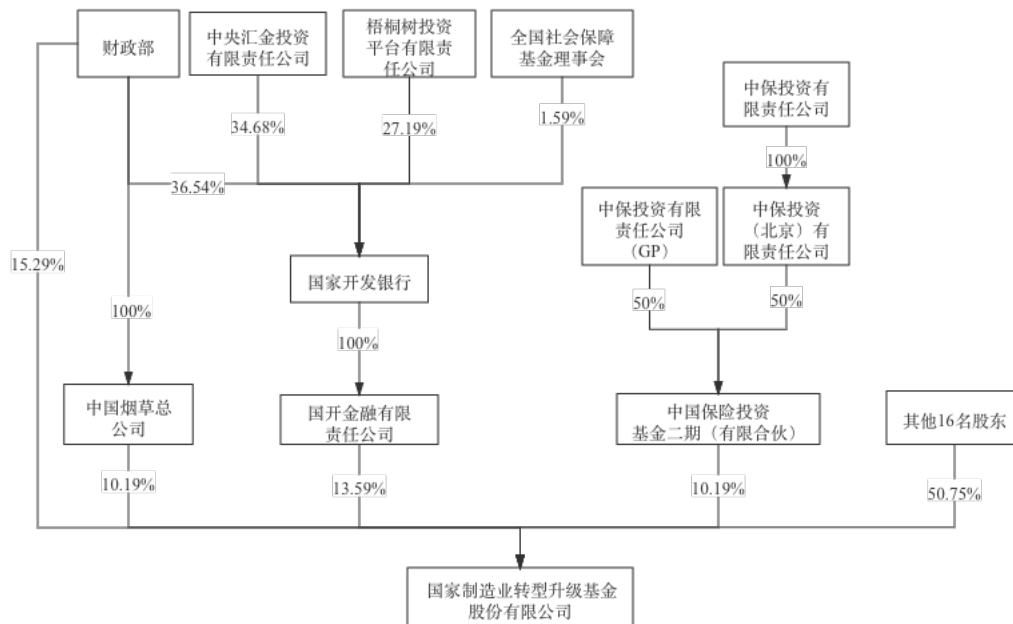 财政部
中央汇金投资
有限责任公司
梧桐树投资
平台有限责
任公司
全国社会保障
基金理事会
中保投资有
限责任公司
34.68%
27.19%
1.59%
100%
36.54%
中保投资有限
责任公司
（GP）
中保投资
（北京）有
限责任公司
15.29%
国家开发银行
100%
50%
50%
100%
中国烟草总
公司
国开金融有限
责任公司
中国保险投资
基金二期（有限合伙）
其他16名股东
10.19%
13.59%
10.19%
50.75%
国家制造业转型升级基金
股份有限公司